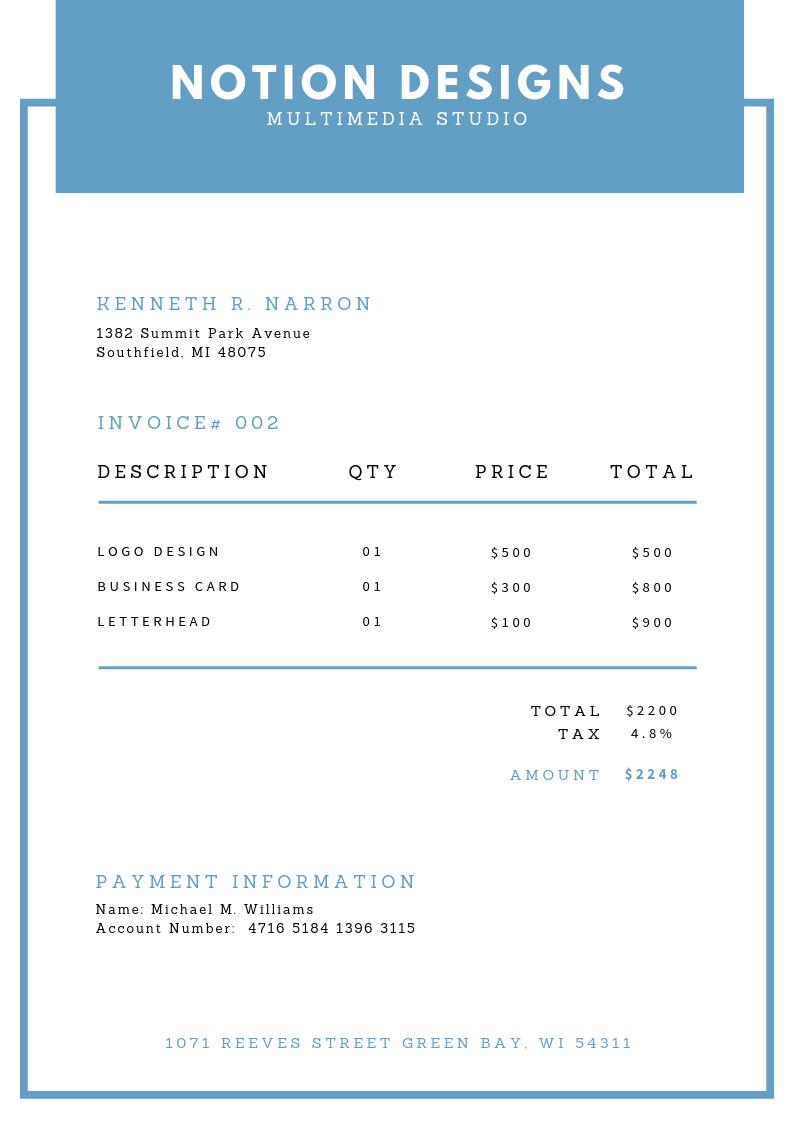 NOTION DESIGNS
MULTIMEDIA STUDIO
KENNETH R. NARRON
1382 Summit Park Avenue
Southfield, MI 48075
INVOICE# 002
DESCRIPTION QTY PRICE TOTAL
LOGO DESIGN 01 $500 $500
BUSINESS CARD 01 $300 $800
LETTERHEAD 01 $100 $900
TOTAL $2200
TAX 4.8%
AMOUNT $2248
PAYMENT INFORMATION
Name: Michael M. Williams
Account Number: 4716 5184 1396 3115
1071 REEVES STREET GREEN BAY, WI 54311